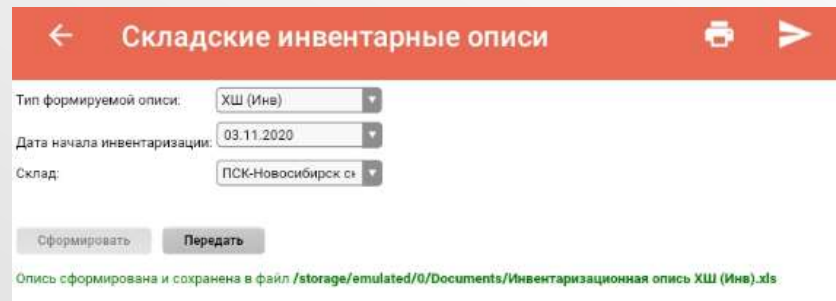 Складские инвентарные описи
Тип формируемой описи: ХШ (Инв)
Дата начала инвентаризации: 03.11.2020
Склад: ПСК-Новосибирск
Сформировать Передать
Опись сформирована и сохранена в файл /storage/emulated/0/Documents/Инвентаризационная опись ХШ (Инв).xls